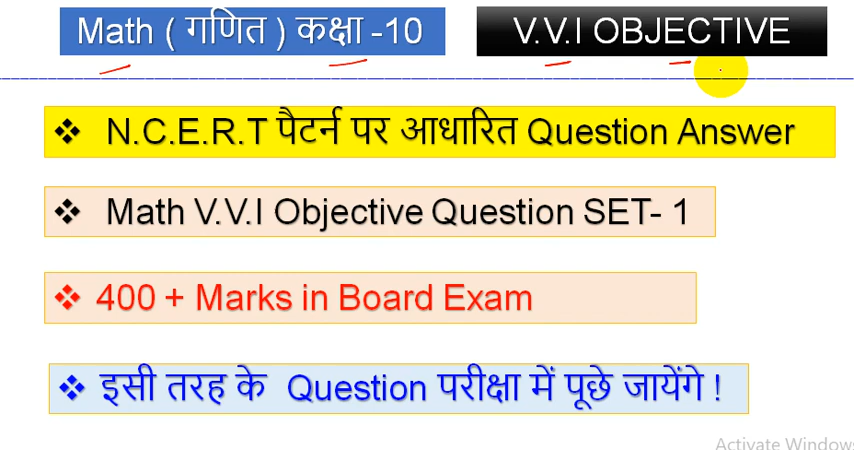 Math ( गणित ) कक्षा -10
V.V.I OBJECTIVE
❖ N.C.E.R.T पैटर्न पर आधारित Question Answer
❖ Math V.V.I Objective Question SET- 1
❖ 400 + Marks in Board Exam
❖ इसी तरह के Question परीक्षा में पूछे जायेंगे !
Activate Windows